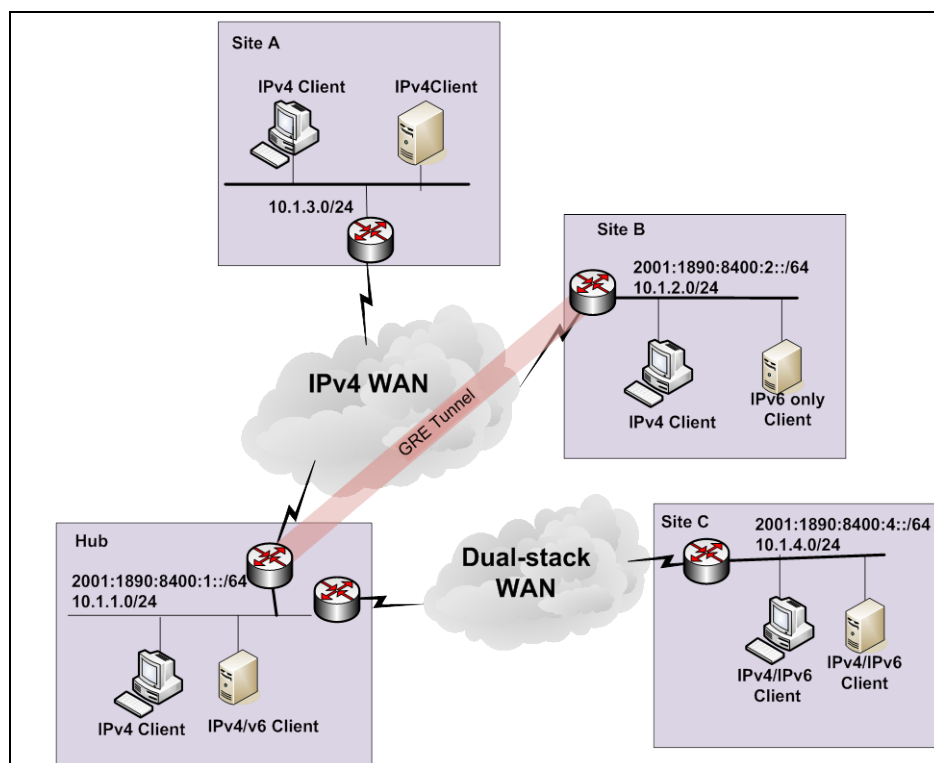 Site A
IPv4 Client
IPv4Client
10.1.3.0/24
Site B
2001:1890:8400:2::/64
10.1.2.0/24
IPv4 Client
IPv6 only
Client
IPv4 WAN
GRE Tunnel
Hub
2001:1890:8400:1::/64
10.1.1.0/24
IPv4 Client
IPv4/v6 Client
Dual-stack
WAN
Site C
2001:1890:8400:4::/64
10.1.4.0/24
IPv4/IPv6
Client
IPv4/IPv6
Client